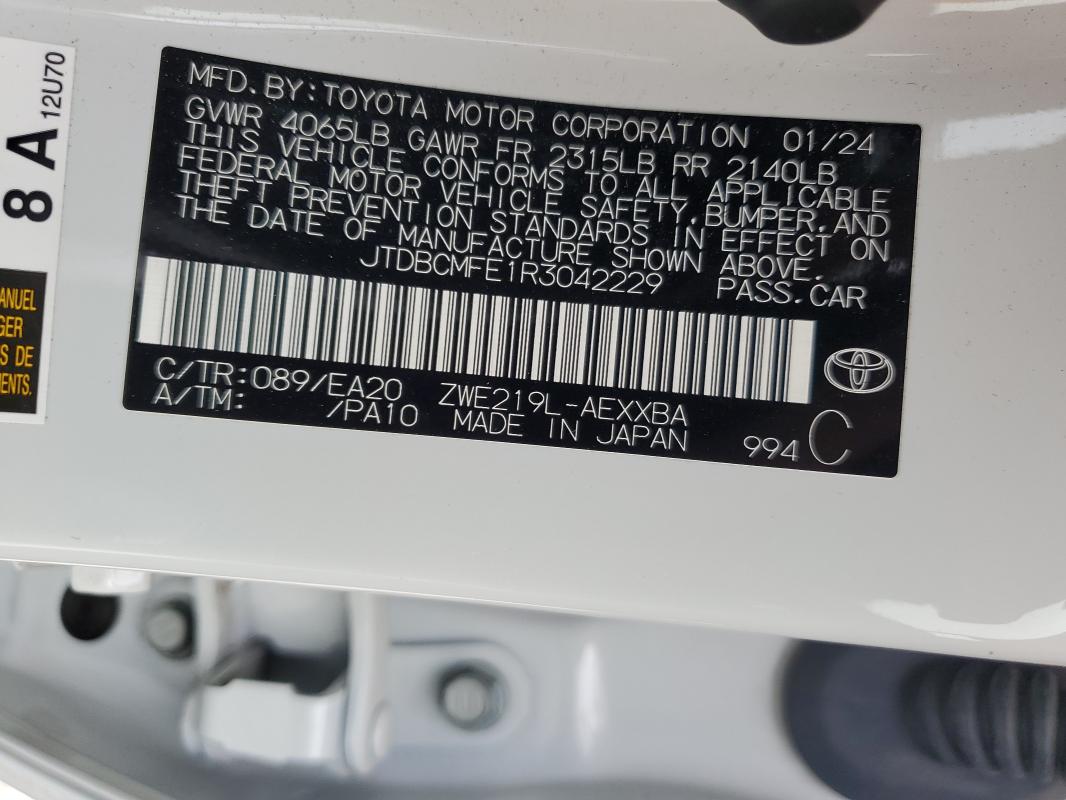 MFD.BY:TOYOTA MOTOR CORPORATION 01/24
GVWR 4065LB GAWR FR 2315LB RR 2140LB
THIS VEHICLE CONFORMS TO ALL APPLICABLE
FEDERAL MOTOR VEHICLE SAFETY,BUMPER,AND
THEFT PREVENTION STANDARDS IN EFFECT ON
THE DATE OF MANUFACTURE SHOWN ABOVE.
JTDBCMFE1R3042229 PASS.CAR
C/TR:089/EA20 ZWE219L-AEXXBA
A/TM: /PA10 MADE IN JAPAN
994 C
8 A
12U70
ANUEL
GER
S DE
MENTS.